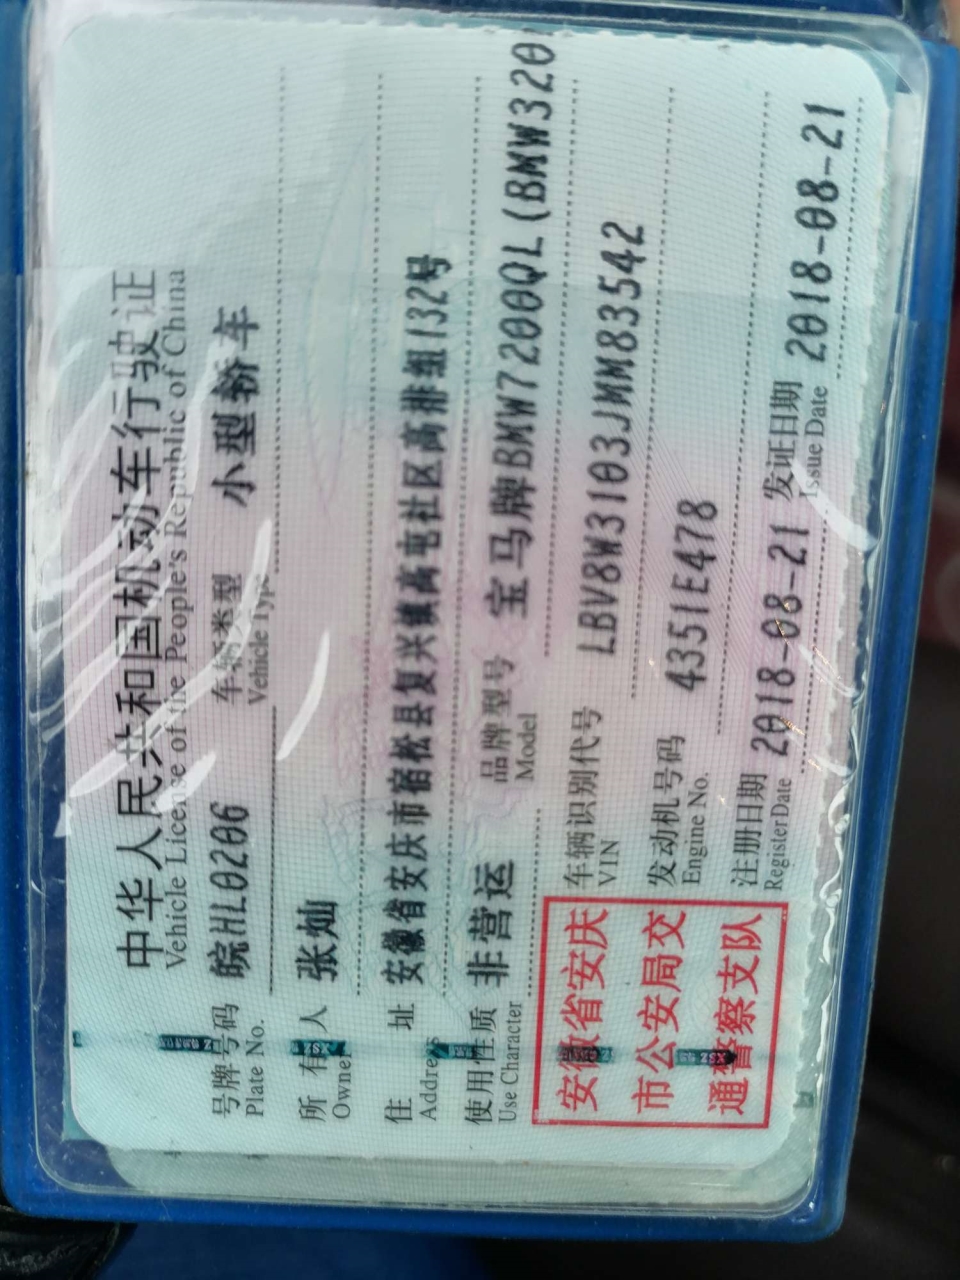 中华人民共和国机动车行驶证
Vehicle License of the People's Republic of China
号牌号码 皖HL0206 车辆类型 小型轿车
Plate No. Vehicle Type
所有人 张灿
Owner
住址 安徽省安庆市宿松县复兴镇高屯社区高排组132号
Address
使用性质 非营运 品牌型号 宝马牌BMW7200QL(BMW320
Use Character Model
车辆识别代号 LBV8W3103JMM83542
VIN
发动机号码 4351E478
Engine No.
注册日期 2018-08-21 发证日期 2018-08-21
Register Date Issue Date
安徽省安庆
市公安局交
通警察支队